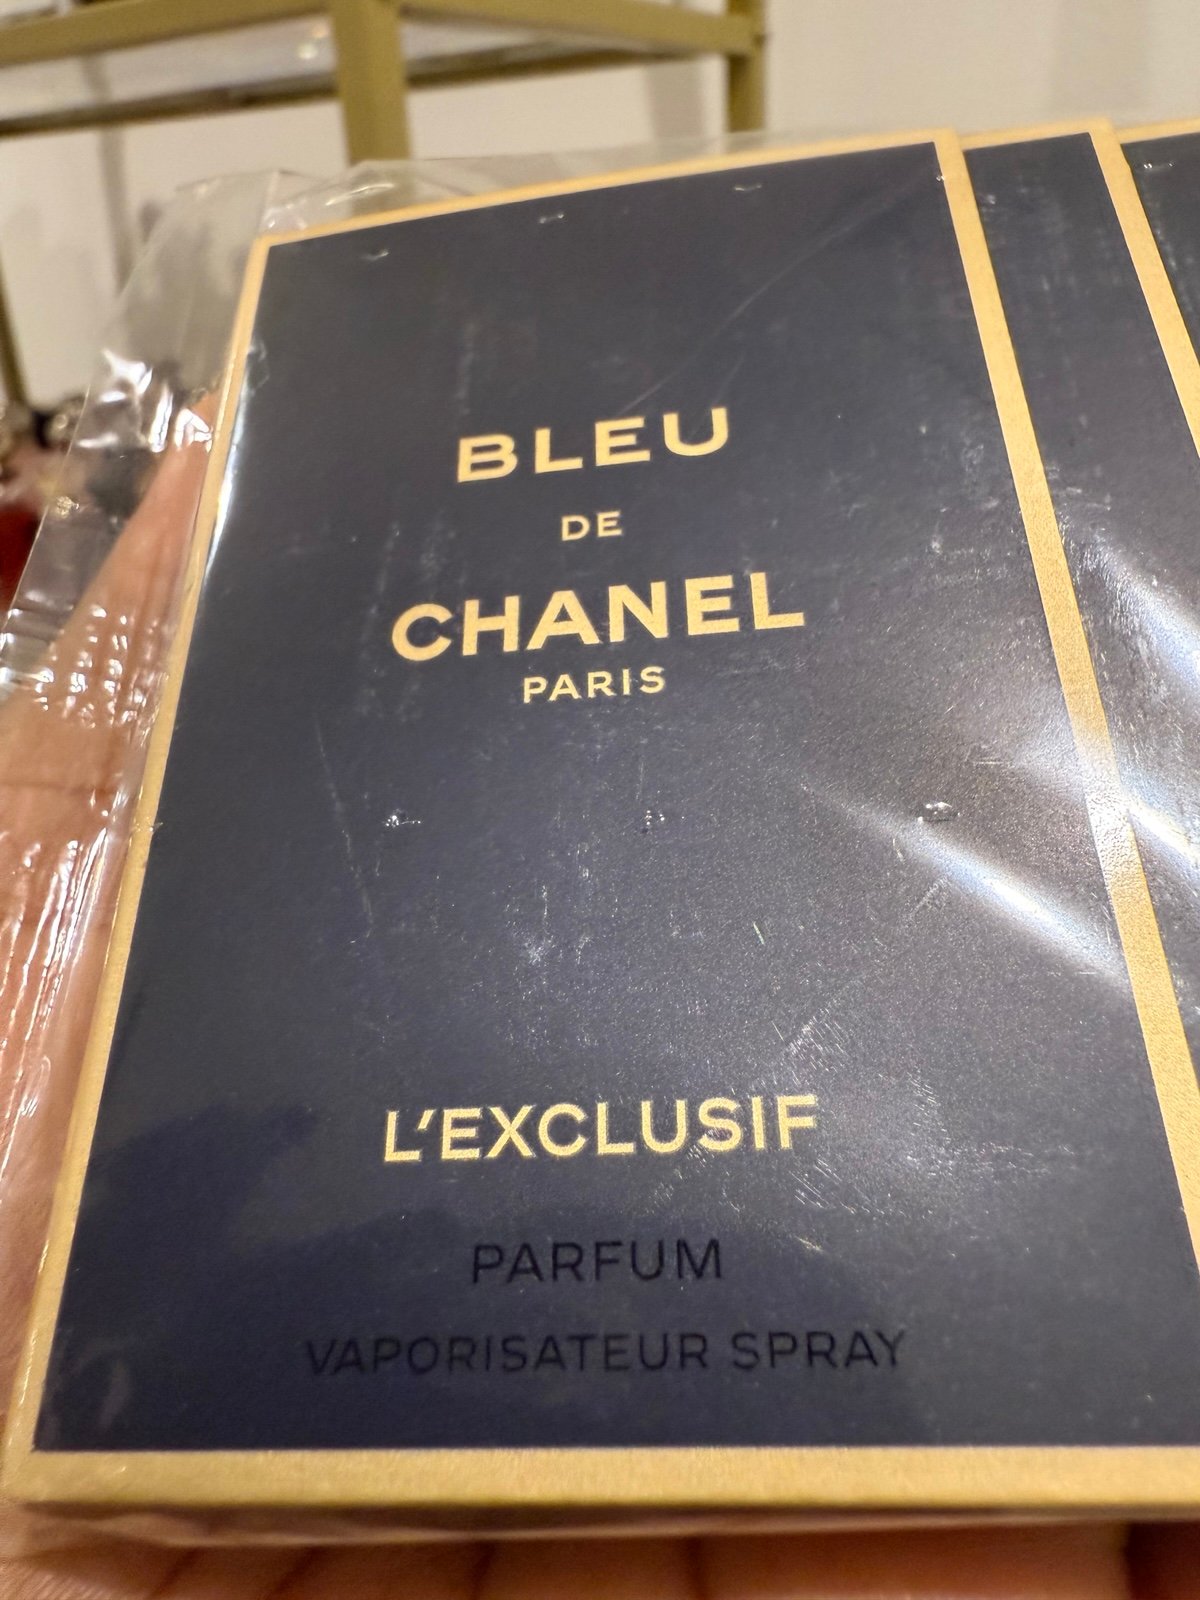 BLEU
DE
CHANEL
PARIS
L'EXCLUSIF
PARFUM
VAPORISATEUR SPRAY